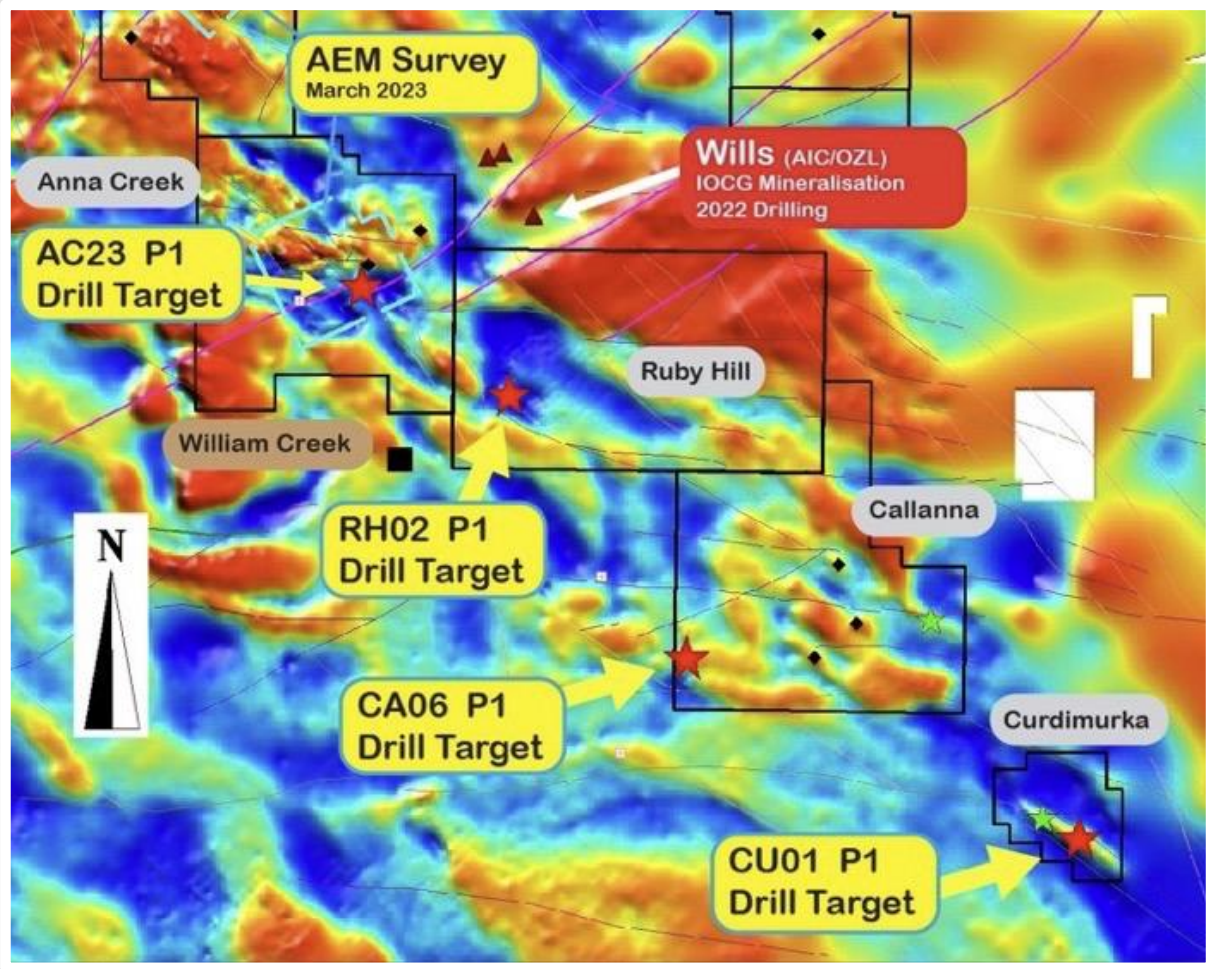 AEM Survey
March 2023
Wills (AIC/OZL)
IOCG Mineralisation
2022 Drilling
Anna Creek
AC23 P1
Drill Target
Ruby Hill
William Creek
Callanna
N
RH02 P1
Drill Target
CA06 P1
Drill Target
Curdimurka
CU01 P1
Drill Target